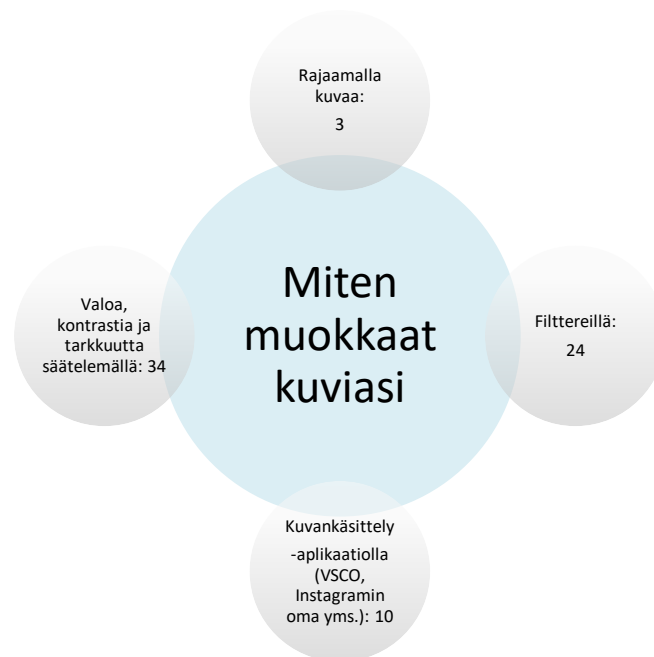 Rajaamalla
kuvaa:
3
Valoa,
kontrastia ja
tarkkuutta
säätelemällä: 34
Miten
muokkaat
kuviasi
Filttereillä:
24
Kuvankäsittely
-aplikaatiolla
(VSCO,
Instagramin
oma yms.): 10